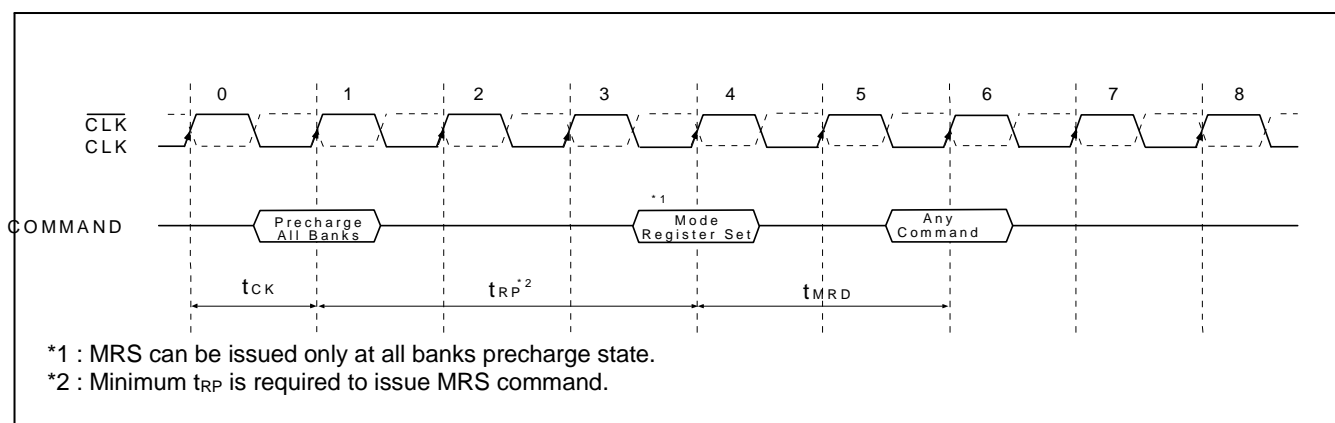 0 1 2 3 4 5 6 7 8
CLK
CLK
*1
COMMAND
Precharge
All Banks
Mode
Register Set
Any
Command
tCK
tRP*2
tMRD
*1 : MRS can be issued only at all banks precharge state.
*2 : Minimum tRP is required to issue MRS command.